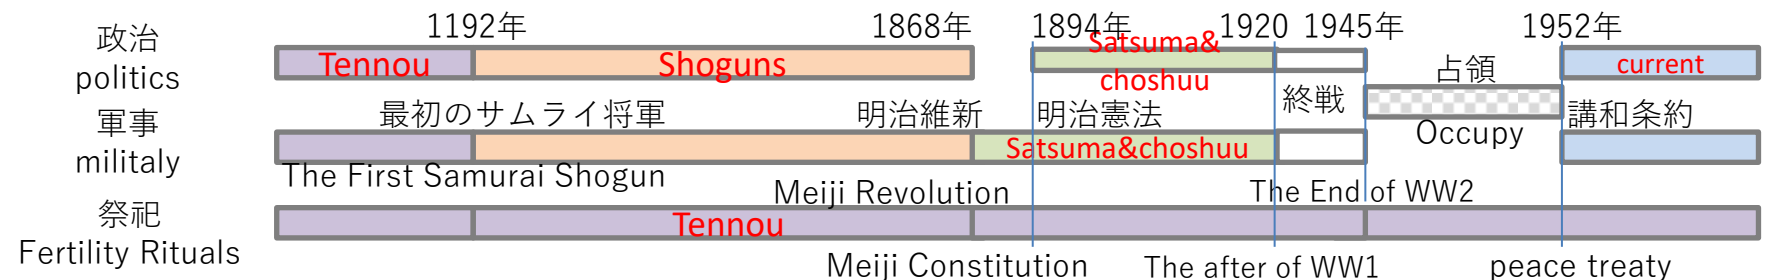 1192年
1868年
1894年
1920
1945年
1952年
政治
politics
Tennou
Shoguns
Satsuma&
choshuu
current
占領
終戦
軍事
militaly
最初のサムライ将軍
明治維新
明治憲法
Occupy
講和条約
Satsuma&choshuu
The First Samurai Shogun
Meiji Revolution
The End of WW2
祭祀
Fertility Rituals
Tennou
Meiji Constitution
The after of WW1
peace treaty